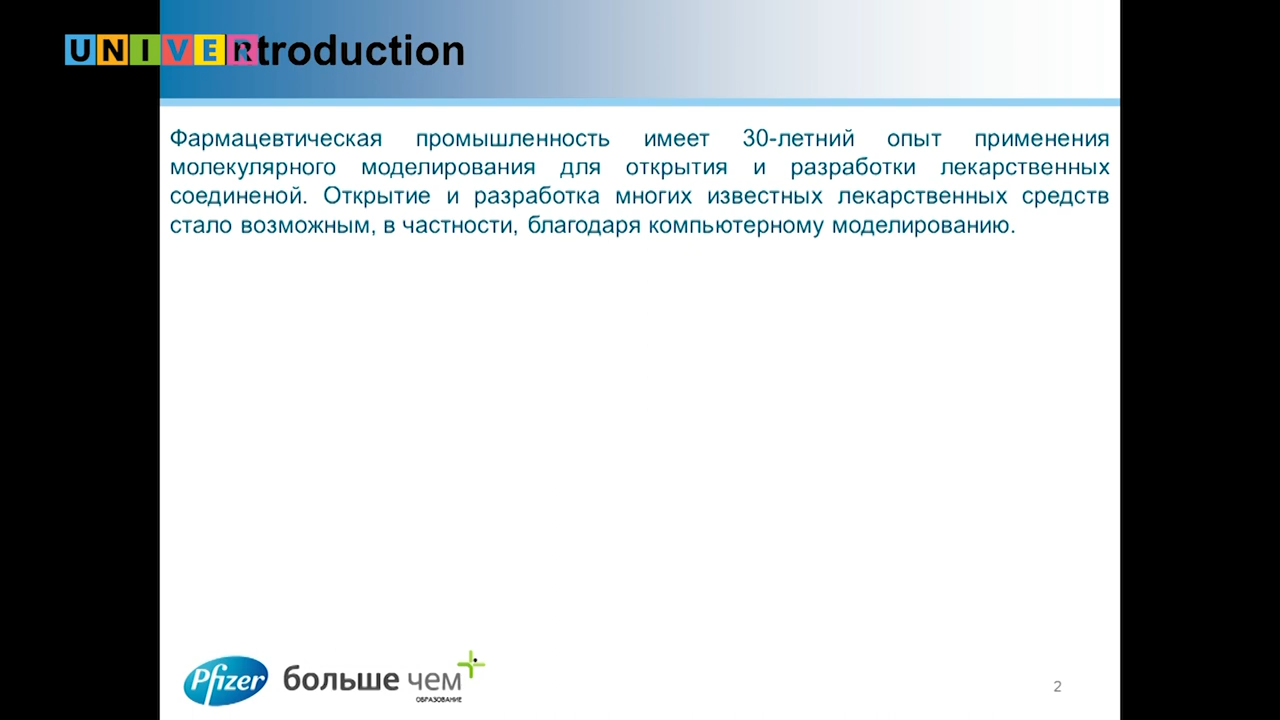 UNIVER
ntroduction
Фармацевтическая промышленность имеет 30-летний опыт применения
молекулярного моделирования для открытия и разработки лекарственных
соединеной. Открытие и разработка многих известных лекарственных средств
стало возможным, в частности, благодаря компьютерному моделированию.
Pfizer больше чем
ОБРАЗОВАНИЕ
2